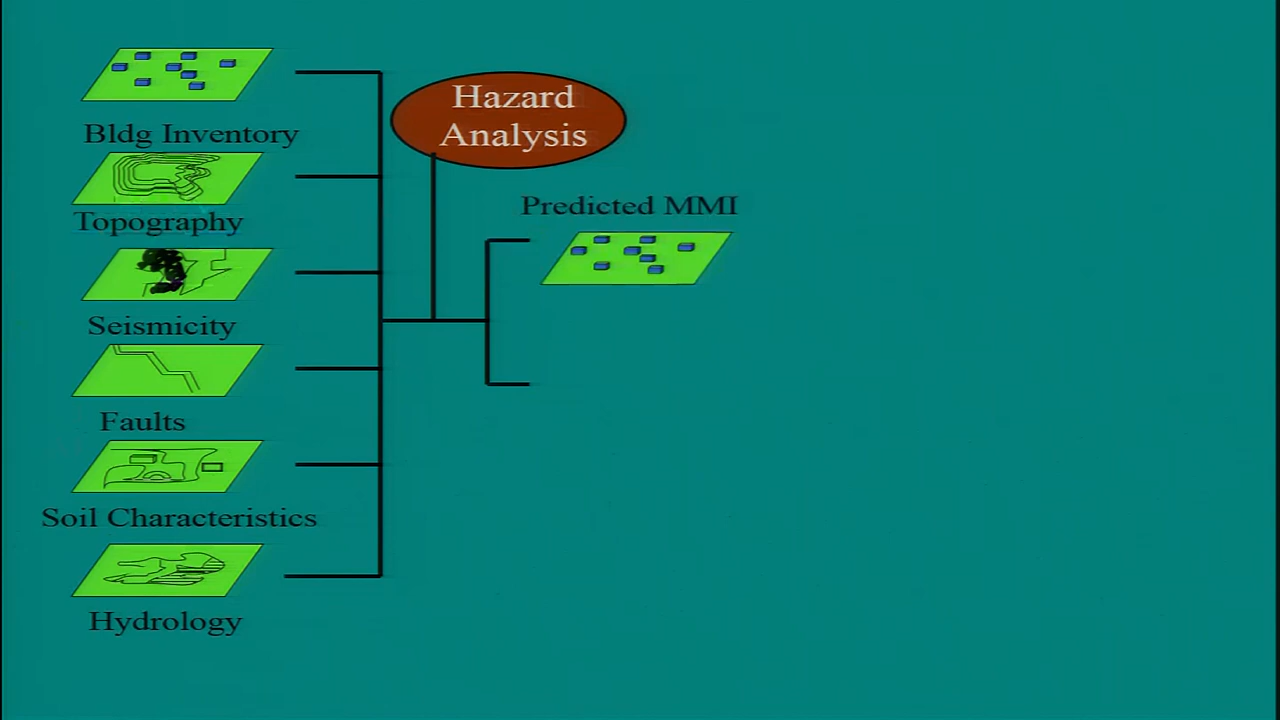 Hazard
Analysis
Bldg Inventory
Predicted MMI
Topography
Seismicity
Faults
Soil Characteristics
Hydrology